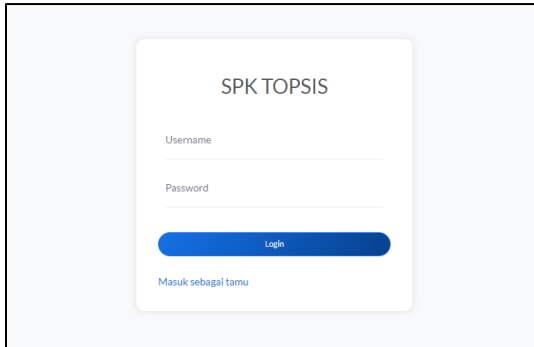 SPK TOPSIS
Username
Password
Login
Masuk sebagai tamu